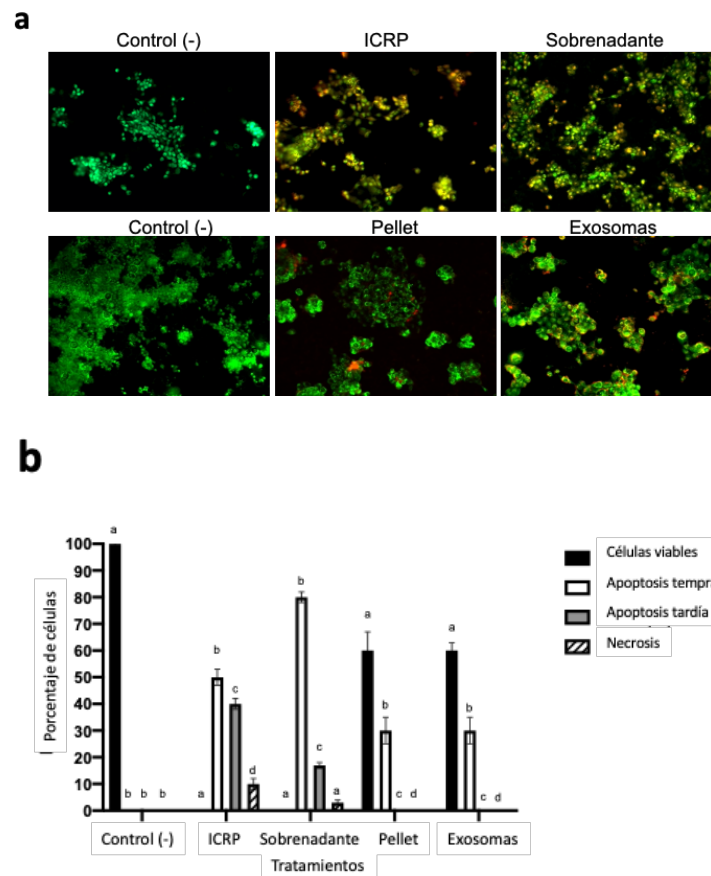 a
Control (-) ICRP Sobrenadante
Control (-) Pellet Exosomas
b
Porcentaje de células
100
90
80
70
60
50
40
30
20
10
0
a b b b
a b c d
a b c a
a b c d
a b c d
Control (-) ICRP Sobrenadante Pellet Exosomas
Tratamientos
Células viables
Apoptosis tempra
Apoptosis tardía
Necrosis